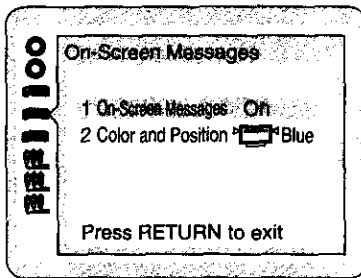 On-Screen Messages
1 On-Screen Messages On
2 Color and Position Blue
Press RETURN to exit